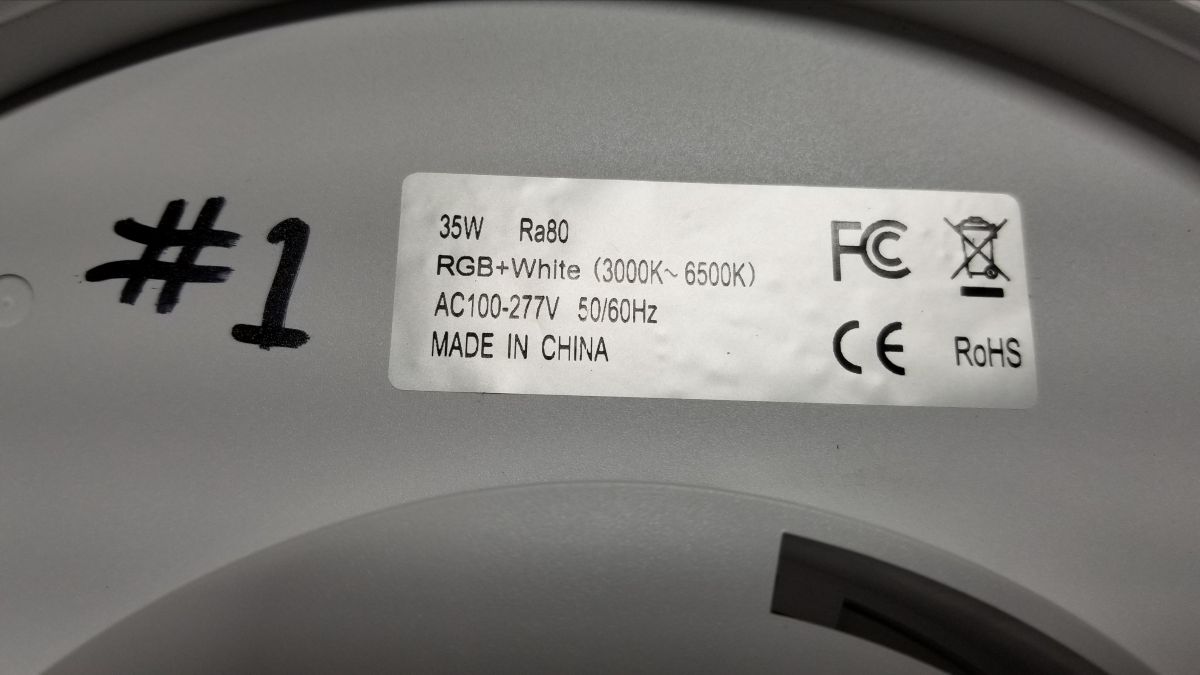 #1
35W Ra80
RGB+White (3000K~6500K)
AC100-277V 50/60Hz
MADE IN CHINA
FC
CE
RoHS